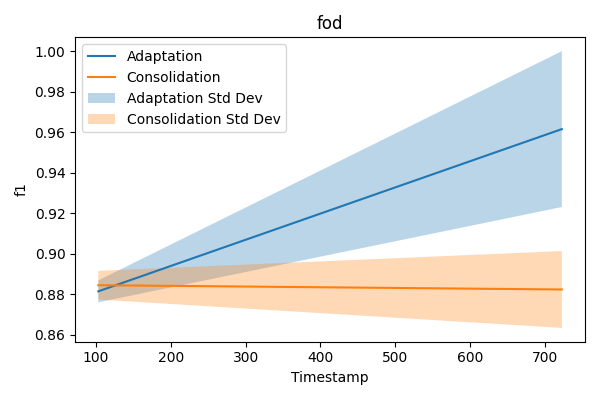 fod
Adaptation
Consolidation
Adaptation Std Dev
Consolidation Std Dev
f1
1.00
0.98
0.96
0.94
0.92
0.90
0.88
0.86
100 200 300 400 500 600 700
Timestamp